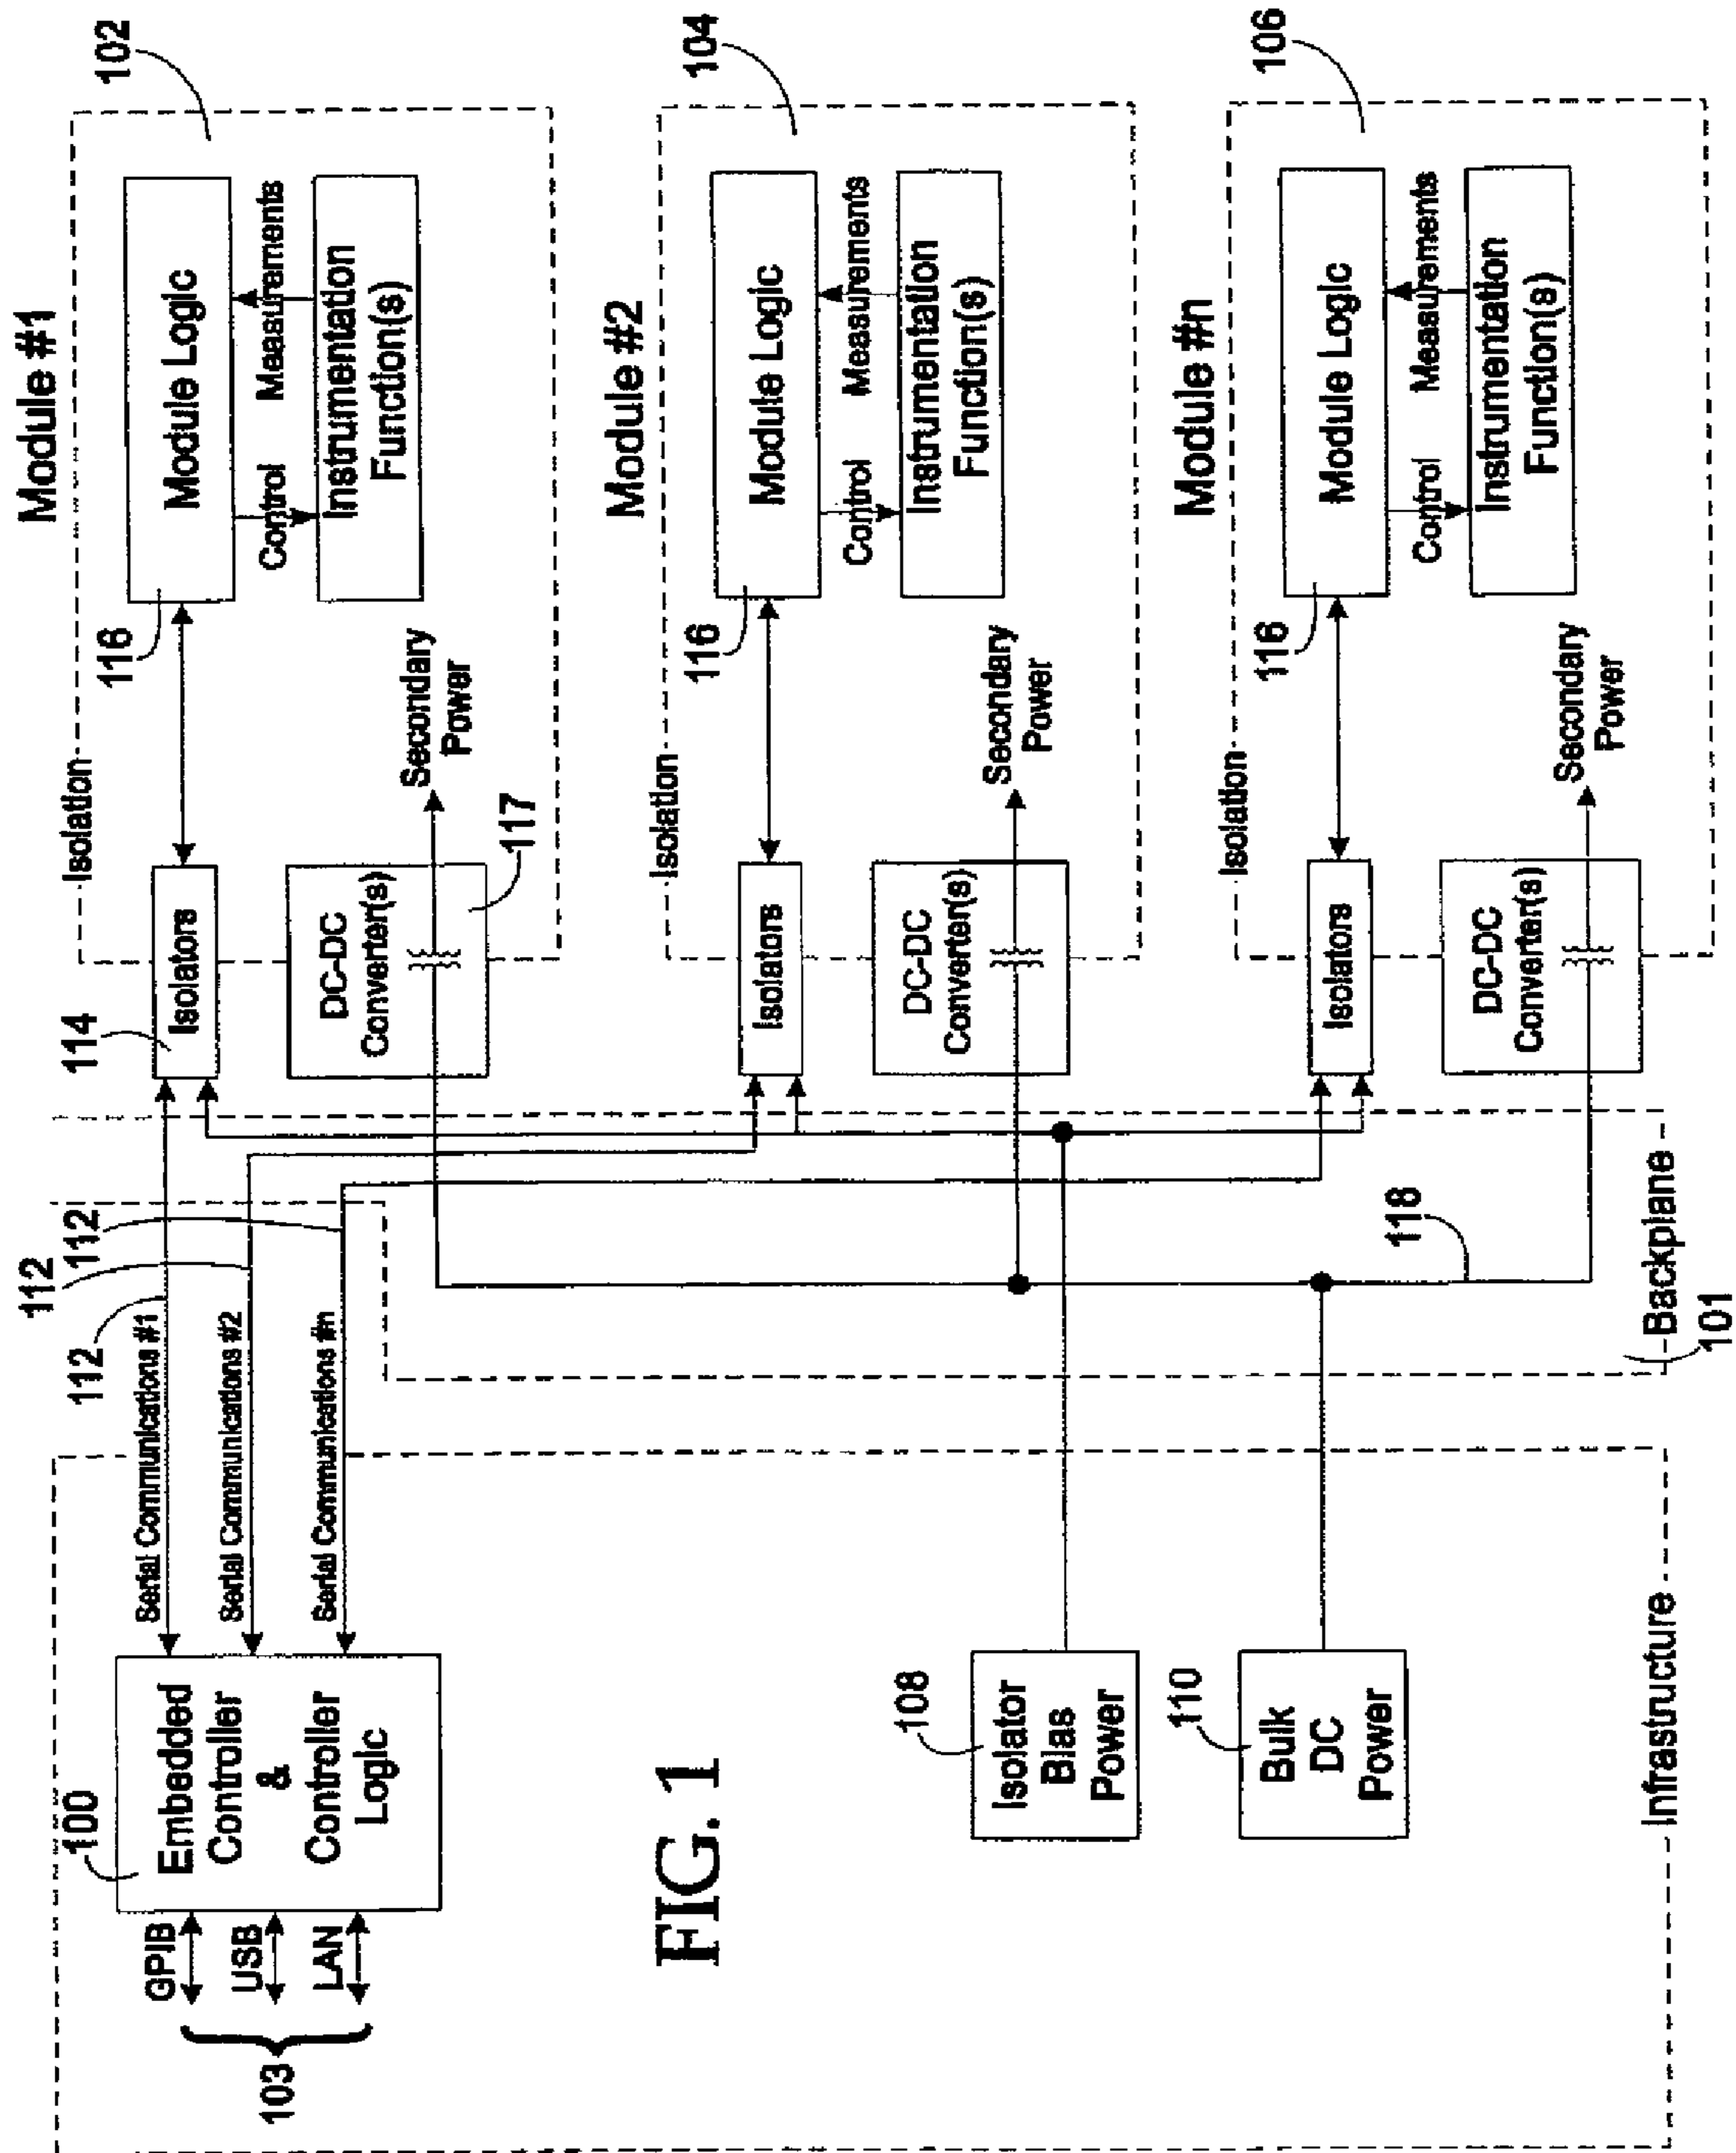 Module #1
102
Isolation
116
Module Logic
Control
Measurements
Instrumentation
Function(s)
114
Isolators
DC-DC
Converter(s)
117
Secondary
Power
Module #2
104
Isolation
116
Module Logic
Control
Measurements
Instrumentation
Function(s)
Isolators
DC-DC
Converter(s)
Secondary
Power
Module #n
106
Isolation
116
Module Logic
Control
Measurements
Instrumentation
Function(s)
Isolators
DC-DC
Converter(s)
Secondary
Power
112
112
112
118
Backplane
101
Serial Communications #1
Serial Communications #2
Serial Communications #n
100
Embedded
Controller
&
Controller
Logic
GPIB
USB
LAN
103
108
Isolator
Bias
Power
110
Bulk
DC
Power
Infrastructure
FIG. 1